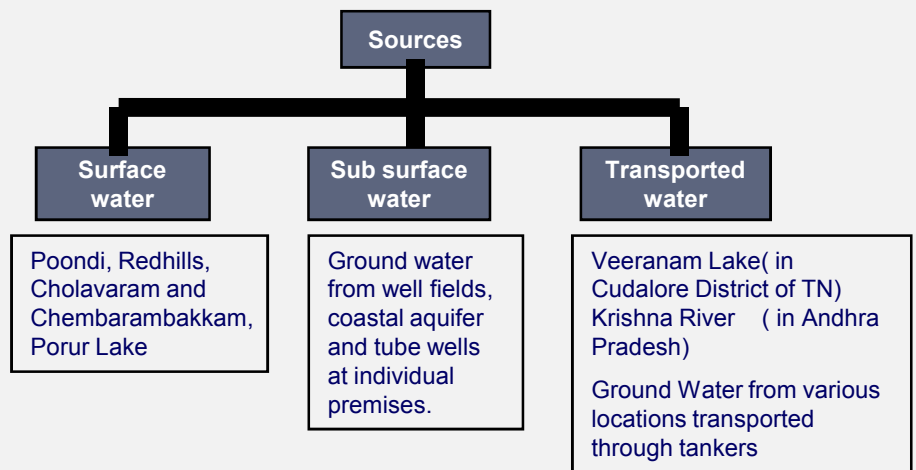 Sources
Surface
water
Sub surface
water
Transported
water
Poondi, Redhills,
Cholavaram and
Chembarambakkam,
Porur Lake
Ground water
from well fields,
coastal aquifer
and tube wells
at individual
premises.
Veeranam Lake( in
Cudalore District of TN)
Krishna River ( in Andhra
Pradesh)
Ground Water from various
locations transported
through tankers